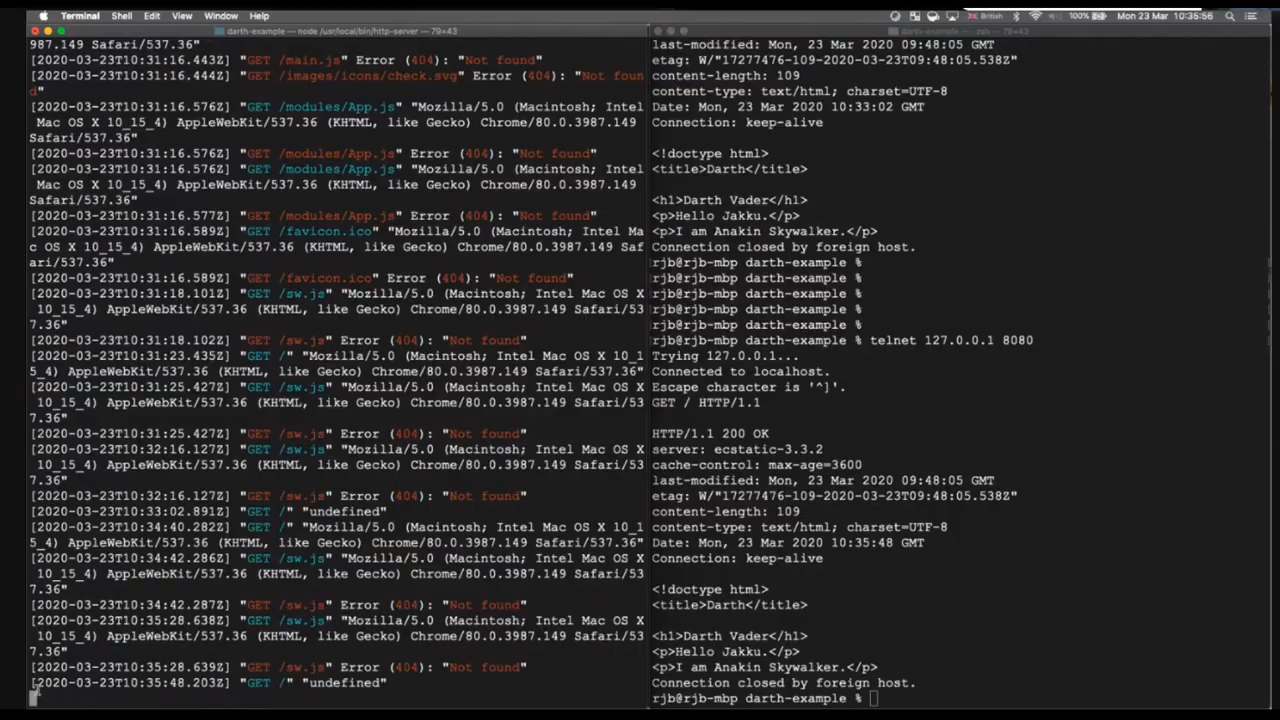 Terminal Shell Edit View Window Help
British 100% Mon 23 Mar 10:35:56
darth-example — node /usr/local/bin/http-server — 79×43
987.149 Safari/537.36"
[2020-03-23T10:31:16.443Z] "GET /main.js" Error (404): "Not found"
[2020-03-23T10:31:16.444Z] "GET /images/icons/check.svg" Error (404): "Not foun
d"
[2020-03-23T10:31:16.576Z] "GET /modules/App.js" "Mozilla/5.0 (Macintosh; Intel
Mac OS X 10_15_4) AppleWebKit/537.36 (KHTML, like Gecko) Chrome/80.0.3987.149
Safari/537.36"
[2020-03-23T10:31:16.576Z] "GET /modules/App.js" Error (404): "Not found"
[2020-03-23T10:31:16.576Z] "GET /modules/App.js" "Mozilla/5.0 (Macintosh; Intel
Mac OS X 10_15_4) AppleWebKit/537.36 (KHTML, like Gecko) Chrome/80.0.3987.149
Safari/537.36"
[2020-03-23T10:31:16.577Z] "GET /modules/App.js" Error (404): "Not found"
[2020-03-23T10:31:16.589Z] "GET /favicon.ico" "Mozilla/5.0 (Macintosh; Intel Ma
c OS X 10_15_4) AppleWebKit/537.36 (KHTML, like Gecko) Chrome/80.0.3987.149 Saf
ari/537.36"
[2020-03-23T10:31:16.589Z] "GET /favicon.ico" Error (404): "Not found"
[2020-03-23T10:31:18.101Z] "GET /sw.js" "Mozilla/5.0 (Macintosh; Intel Mac OS X
10_15_4) AppleWebKit/537.36 (KHTML, like Gecko) Chrome/80.0.3987.149 Safari/53
7.36"
[2020-03-23T10:31:18.102Z] "GET /sw.js" Error (404): "Not found"
[2020-03-23T10:31:23.435Z] "GET /" "Mozilla/5.0 (Macintosh; Intel Mac OS X 10_1
5_4) AppleWebKit/537.36 (KHTML, like Gecko) Chrome/80.0.3987.149 Safari/537.36"
[2020-03-23T10:31:25.427Z] "GET /sw.js" "Mozilla/5.0 (Macintosh; Intel Mac OS X
10_15_4) AppleWebKit/537.36 (KHTML, like Gecko) Chrome/80.0.3987.149 Safari/53
7.36"
[2020-03-23T10:31:25.427Z] "GET /sw.js" Error (404): "Not found"
[2020-03-23T10:32:16.127Z] "GET /sw.js" "Mozilla/5.0 (Macintosh; Intel Mac OS X
10_15_4) AppleWebKit/537.36 (KHTML, like Gecko) Chrome/80.0.3987.149 Safari/53
7.36"
[2020-03-23T10:32:16.127Z] "GET /sw.js" Error (404): "Not found"
[2020-03-23T10:33:02.891Z] "GET /" "undefined"
[2020-03-23T10:34:40.282Z] "GET /" "Mozilla/5.0 (Macintosh; Intel Mac OS X 10_1
5_4) AppleWebKit/537.36 (KHTML, like Gecko) Chrome/80.0.3987.149 Safari/537.36"
[2020-03-23T10:34:42.286Z] "GET /sw.js" "Mozilla/5.0 (Macintosh; Intel Mac OS X
10_15_4) AppleWebKit/537.36 (KHTML, like Gecko) Chrome/80.0.3987.149 Safari/53
7.36"
[2020-03-23T10:34:42.287Z] "GET /sw.js" Error (404): "Not found"
[2020-03-23T10:35:28.638Z] "GET /sw.js" "Mozilla/5.0 (Macintosh; Intel Mac OS X
10_15_4) AppleWebKit/537.36 (KHTML, like Gecko) Chrome/80.0.3987.149 Safari/53
7.36"
[2020-03-23T10:35:28.639Z] "GET /sw.js" Error (404): "Not found"
[2020-03-23T10:35:48.203Z] "GET /" "undefined"
darth-example — -zsh — 79×43
last-modified: Mon, 23 Mar 2020 09:48:05 GMT
etag: W/"17277476-109-2020-03-23T09:48:05.538Z"
content-length: 109
content-type: text/html; charset=UTF-8
Date: Mon, 23 Mar 2020 10:33:02 GMT
Connection: keep-alive
<!doctype html>
<title>Darth</title>
<h1>Darth Vader</h1>
<p>Hello Jakku.</p>
<p>I am Anakin Skywalker.</p>
Connection closed by foreign host.
rjb@rjb-mbp darth-example %
rjb@rjb-mbp darth-example %
rjb@rjb-mbp darth-example %
rjb@rjb-mbp darth-example %
rjb@rjb-mbp darth-example %
rjb@rjb-mbp darth-example % telnet 127.0.0.1 8080
Trying 127.0.0.1...
Connected to localhost.
Escape character is '^]'.
GET / HTTP/1.1
HTTP/1.1 200 OK
server: ecstatic-3.3.2
cache-control: max-age=3600
last-modified: Mon, 23 Mar 2020 09:48:05 GMT
etag: W/"17277476-109-2020-03-23T09:48:05.538Z"
content-length: 109
content-type: text/html; charset=UTF-8
Date: Mon, 23 Mar 2020 10:35:48 GMT
Connection: keep-alive
<!doctype html>
<title>Darth</title>
<h1>Darth Vader</h1>
<p>Hello Jakku.</p>
<p>I am Anakin Skywalker.</p>
Connection closed by foreign host.
rjb@rjb-mbp darth-example %